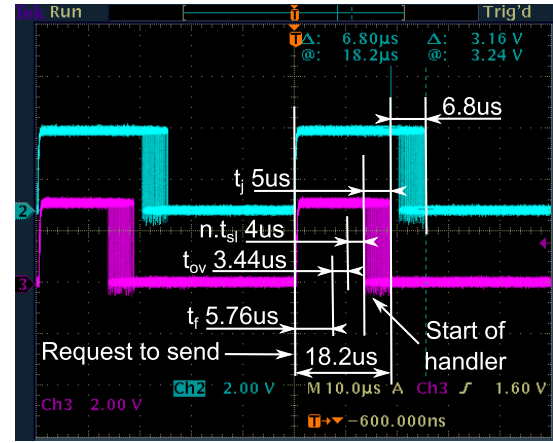 Run
Trig'd
Δ: 6.80µs Δ: 3.16 V
@: 18.2µs @: 3.24 V
6.8us
tj 5us
n.tsl 4us
tov 3.44us
tf 5.76us
Request to send
18.2us
Start of
handler
2
3
T
T
Ch2 2.00 V M 10.0µs A Ch3 ƒ 1.60 V
Ch3 2.00 V
T→▼ -600.000ns